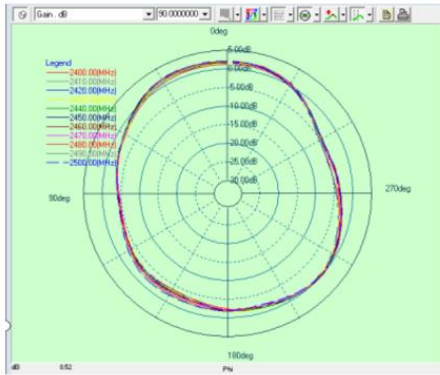 Gain . dB
90.0000000
0deg
5.00dB
0.00dB
-5.00dB
-10.00dB
-15.00dB
-20.00dB
-25.00dB
-30.00dB
Legend
2400.00(MHz)
2410.00(MHz)
2420.00(MHz)
2440.00(MHz)
2450.00(MHz)
2460.00(MHz)
2470.00(MHz)
2480.00(MHz)
2490.00(MHz)
2500.00(MHz)
90deg
270deg
180deg
dB
Phi